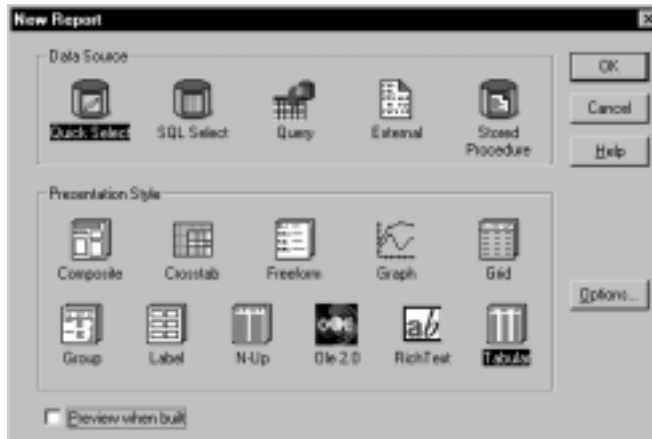 New Report
Data Source
Quick Select
SQL Select
Query
External
Stored
Procedure
OK
Cancel
Help
Presentation Style
Composite
Crosstab
Freeform
Graph
Grid
Options...
Group
Label
N-Up
Ole 2.0
RichText
Tabular
Preview when built